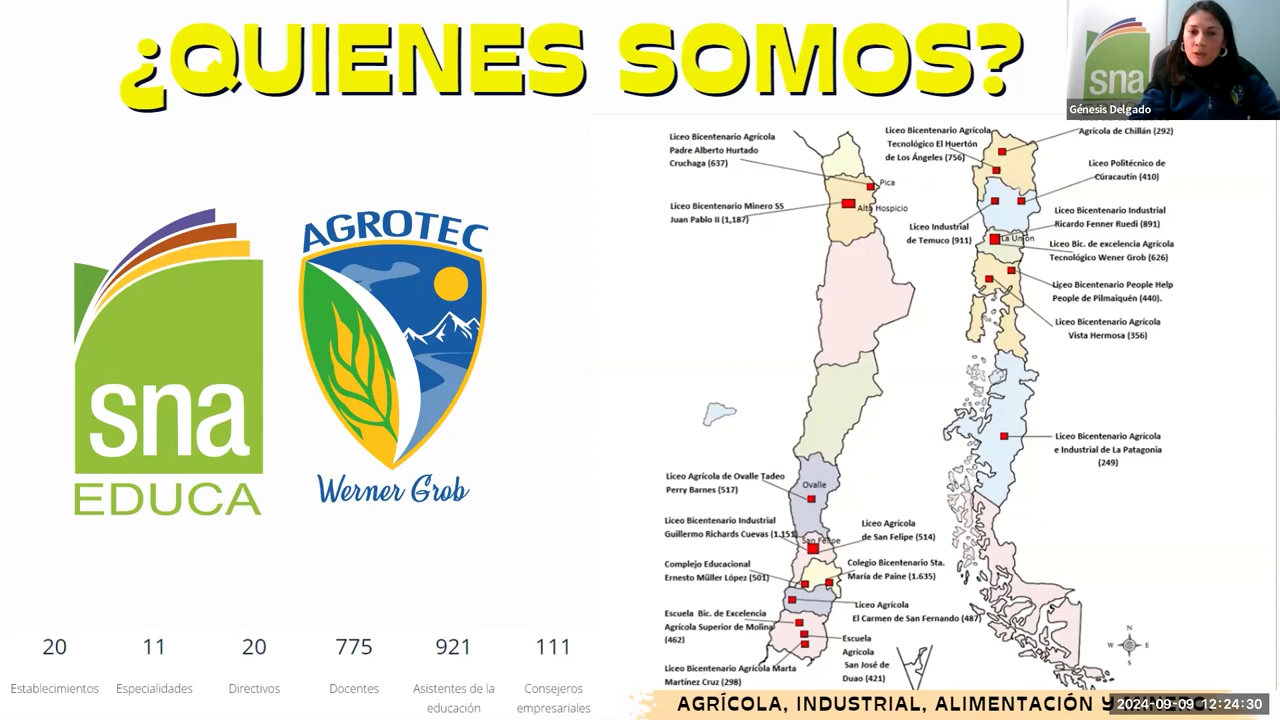 ¿QUIENES SOMOS?
sna
Génesis Delgado
sna
EDUCA
AGROTEC
Werner Grob
20
Establecimientos
11
Especialidades
20
Directivos
775
Docentes
921
Asistentes de la
educación
111
Consejeros
empresariales
Liceo Bicentenario Agrícola
Padre Alberto Hurtado
Cruchaga (637)
Pica
Liceo Bicentenario Minero SS
Juan Pablo II (1,187)
Alto Hospicio
Liceo Agrícola de Ovalle Tadeo
Perry Barnes (517)
Ovalle
Liceo Bicentenario Industrial
Guillermo Richards Cuevas (1.151)
San Felipe
Liceo Agrícola
de San Felipe (514)
Complejo Educacional
Ernesto Müller López (501)
Colegio Bicentenario Sta.
María de Paine (1.635)
Liceo Agrícola
El Carmen de San Fernando (487)
Escuela Bic. de Excelencia
Agrícola Superior de Molina
(462)
Escuela
Agrícola
San José de
Duao (421)
Liceo Bicentenario Agrícola Marta
Martínez Cruz (298)
Liceo Bicentenario Agrícola
Tecnológico El Huertón
de Los Ángeles (756)
Agrícola de Chillán (292)
Liceo Politécnico de
Curacautín (410)
Liceo Industrial
de Temuco (911)
Liceo Bicentenario Industrial
Ricardo Fenner Ruedi (891)
La Unión
Liceo Bic. de excelencia Agrícola
Tecnológico Wener Grob (626)
Liceo Bicentenario People Help
People de Pilmaiquén (440).
Liceo Bicentenario Agrícola
Vista Hermosa (356)
Liceo Bicentenario Agrícola
e Industrial de La Patagonia
(249)
N
W E
S
AGRÍCOLA, INDUSTRIAL, ALIMENTACIÓN Y
2024-09-09 12:24:30